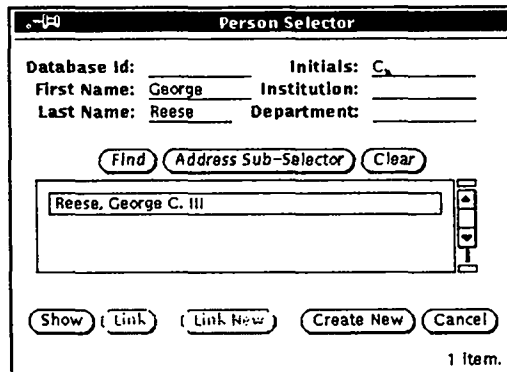 Person Selector
Database Id: Initials: C.
First Name: George Institution:
Last Name: Reese Department:
Find Address Sub-Selector Clear
Reese, George C. III
Show Link Link New Create New Cancel
1 item.